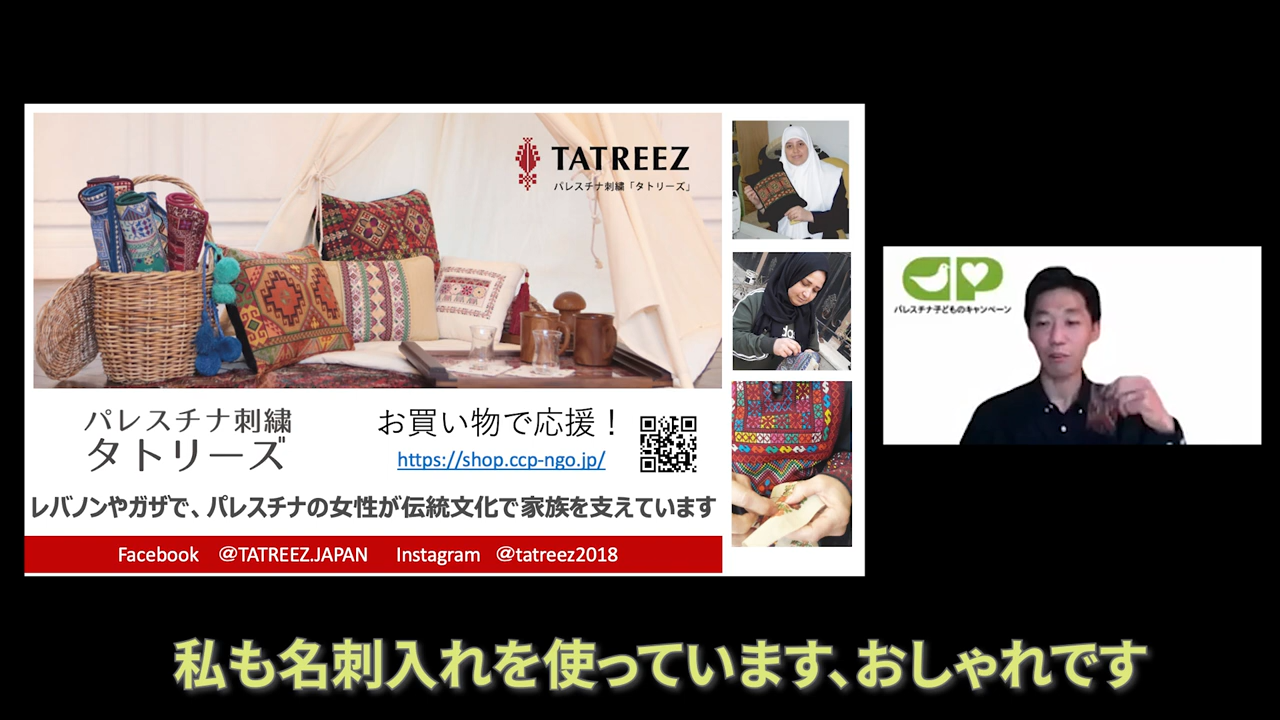 TATREEZ
パレスチナ刺繍「タトリーズ」
パレスチナ刺繍
タトリーズ
お買い物で応援！
https://shop.ccp-ngo.jp/
レバノンやガザで、パレスチナの女性が伝統文化で家族を支えています
Facebook @TATREEZ.JAPAN Instagram @tatreez2018
CP
パレスチナ子どものキャンペーン
私も名刺入れを使っています、おしゃれです